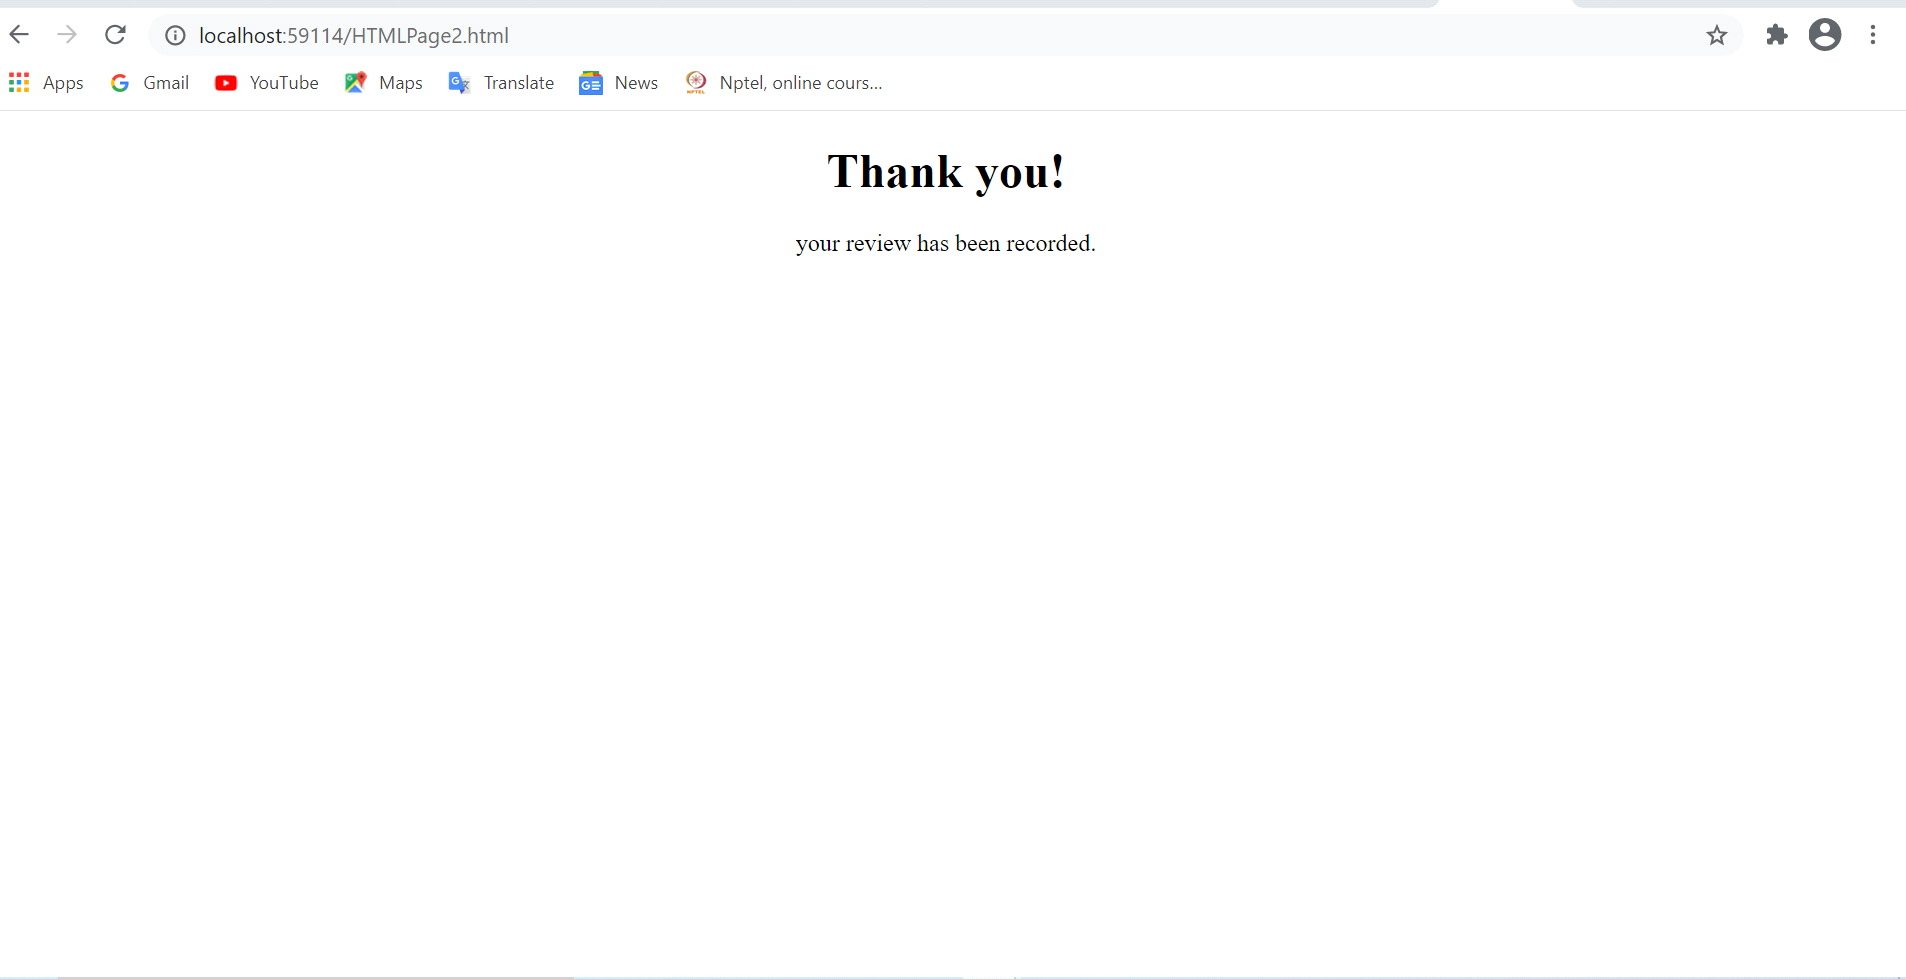 localhost:59114/HTMLPage2.html
Apps Gmail YouTube Maps Translate News Nptel, online cours...
Thank you!
your review has been recorded.